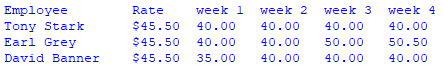 Employee Rate week 1 week 2 week 3 week 4
Tony Stark $45.50 40.00 40.00 40.00 40.00
Earl Grey $45.50 40.00 40.00 50.00 50.50
David Banner $45.50 35.00 40.00 40.00 40.00